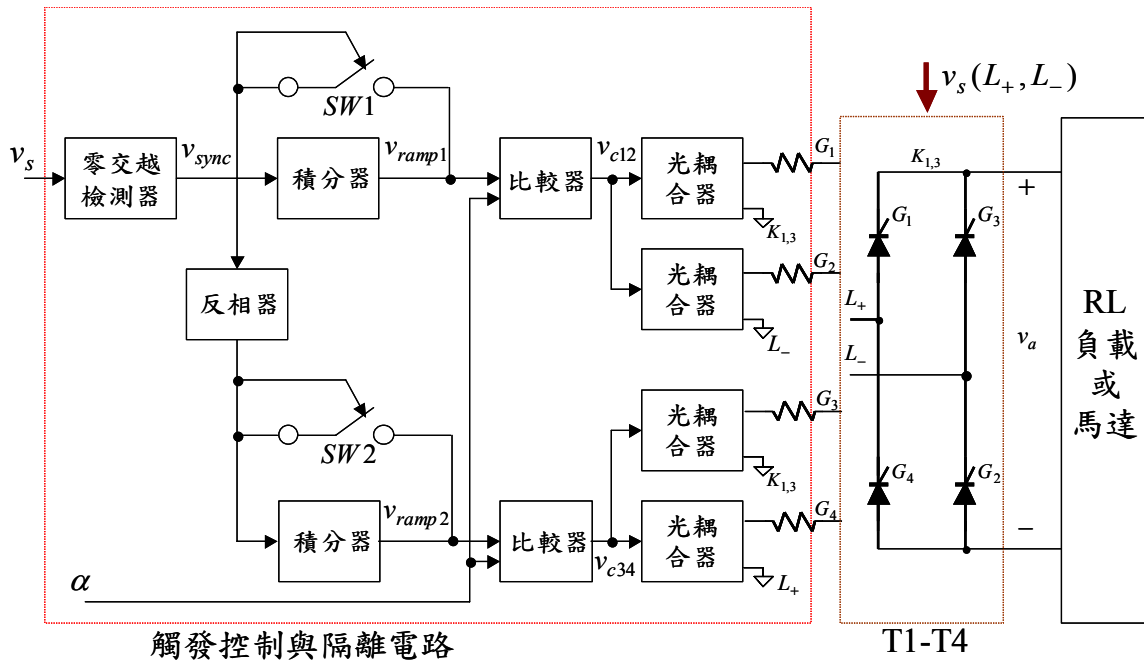 v_s
零交越
檢測器
v_sync
SW1
積分器
v_ramp1
比較器
v_c12
光耦
合器
G_1
K_1,3
光耦
合器
G_2
L_-
反相器
SW2
積分器
v_ramp2
比較器
v_c34
光耦
合器
G_3
K_1,3
光耦
合器
G_4
L_+
α
觸發控制與隔離電路
v_s(L_+, L_-)
K_1,3
G_1
G_3
L_+
L_-
G_4
G_2
+
v_a
−
T1-T4
RL
負載
或
馬達